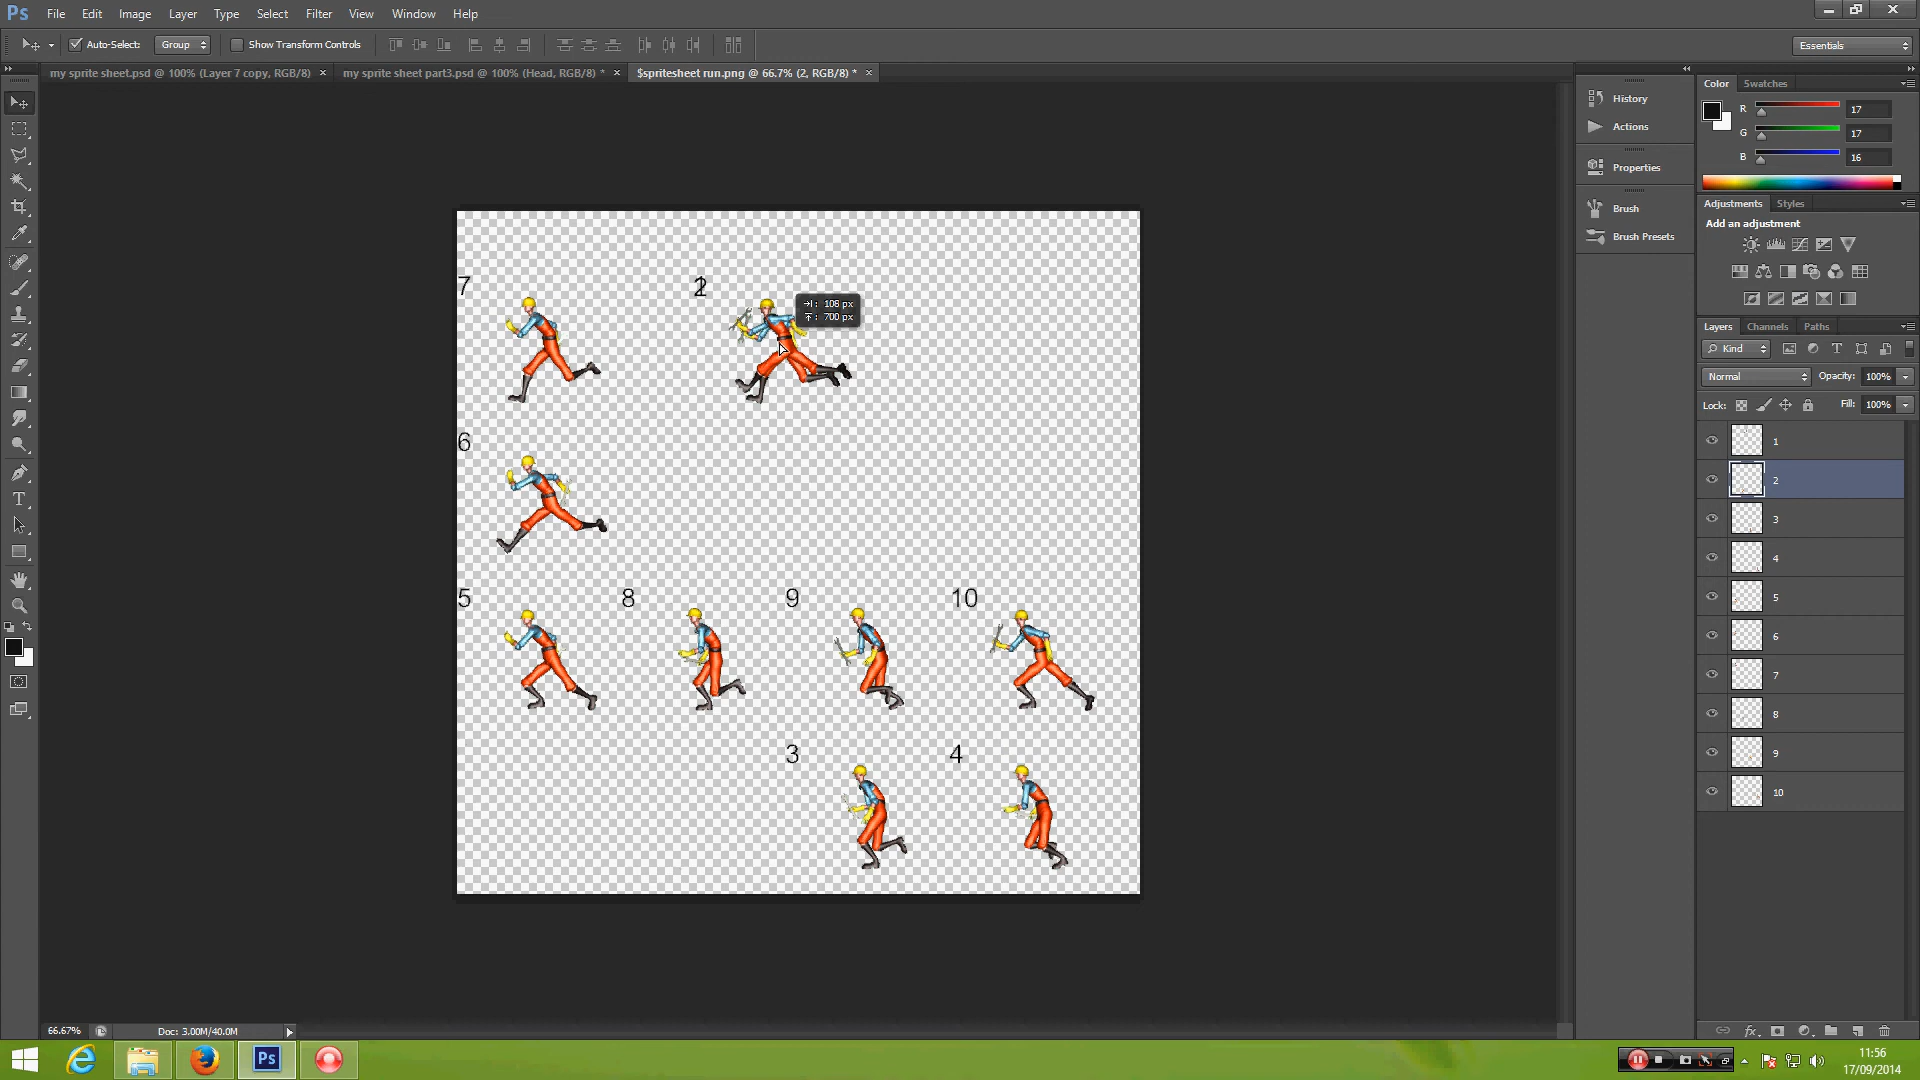 Ps File Edit Image Layer Type Select Filter View Window Help
Auto-Select: Group Show Transform Controls Essentials
my sprite sheet.psd @ 100% (Layer 7 copy, RGB/8) × my sprite sheet part3.psd @ 100% (Head, RGB/8) * × $spritesheet run.png @ 66.7% (2, RGB/8) * ×
History
Actions
Properties
Brush
Brush Presets
Color Swatches
R 17
G 17
B 16
Adjustments Styles
Add an adjustment
Layers Channels Paths
Kind
Normal Opacity: 100%
Lock: Fill: 100%
1
2
3
4
5
6
7
8
9
10
7
: 108 px
: 700 px
6
5 8 9 10
3 4
T
66.67% Doc: 3.00M/40.0M
Ps
11:56
17/09/2014